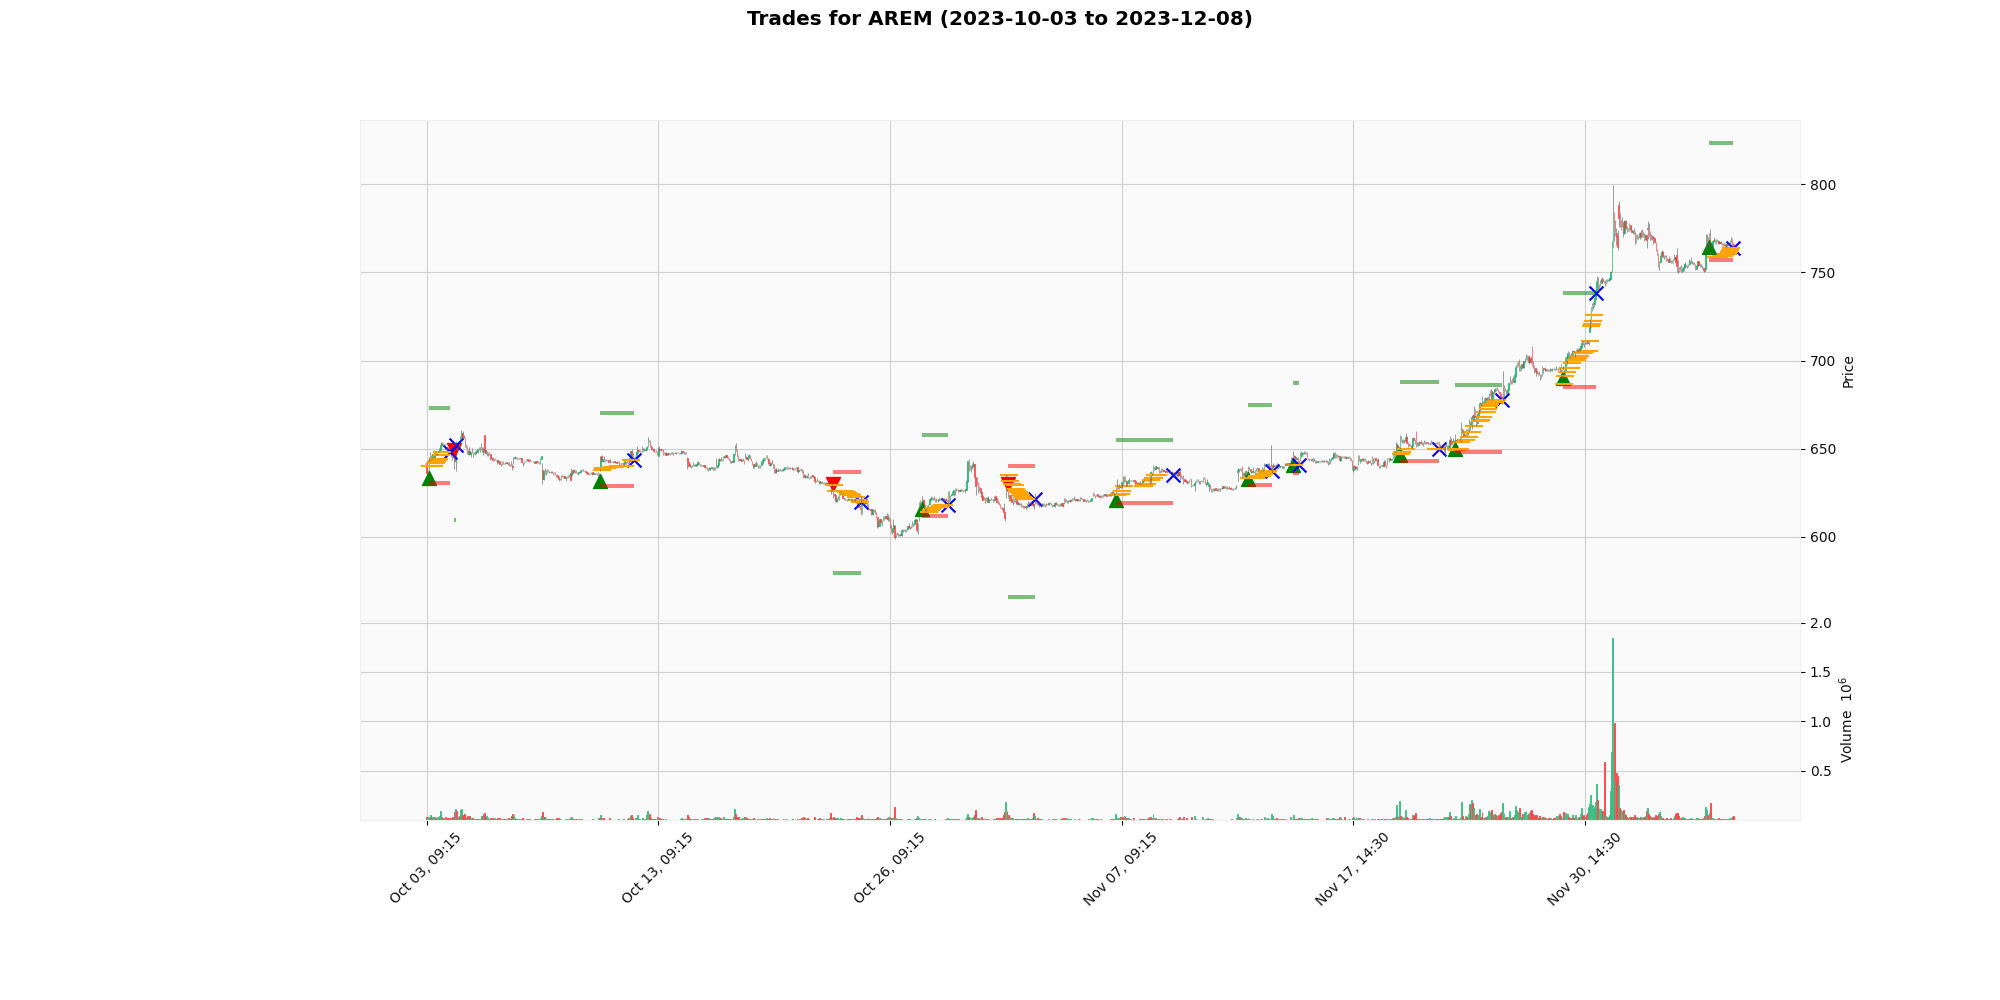 Trades for AREM (2023-10-03 to 2023-12-08)
800
750
700
650
600
Price
2.0
1.5
1.0
0.5
Volume 10^6
Oct 03, 09:15
Oct 13, 09:15
Oct 26, 09:15
Nov 07, 09:15
Nov 17, 14:30
Nov 30, 14:30